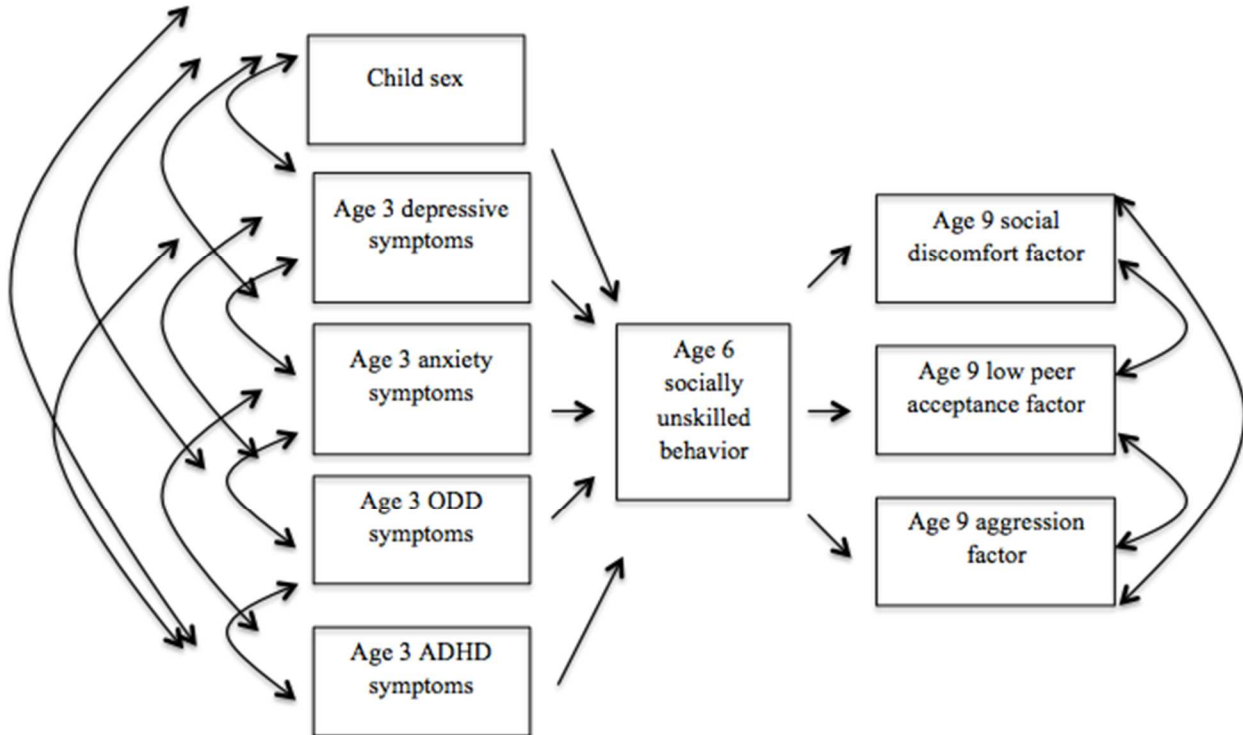 Child sex
Age 3 depressive
symptoms
Age 3 anxiety
symptoms
Age 3 ODD
symptoms
Age 3 ADHD
symptoms
Age 6
socially
unskilled
behavior
Age 9 social
discomfort factor
Age 9 low peer
acceptance factor
Age 9 aggression
factor